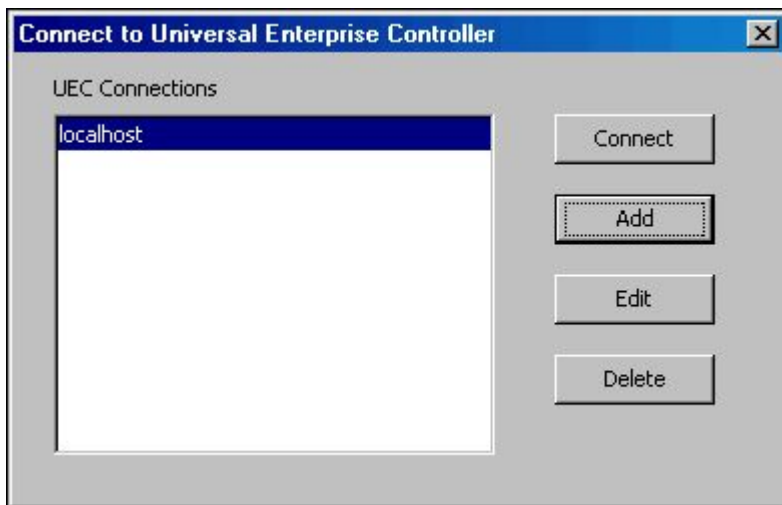 Connect to Universal Enterprise Controller
UEC Connections
localhost
Connect
Add
Edit
Delete